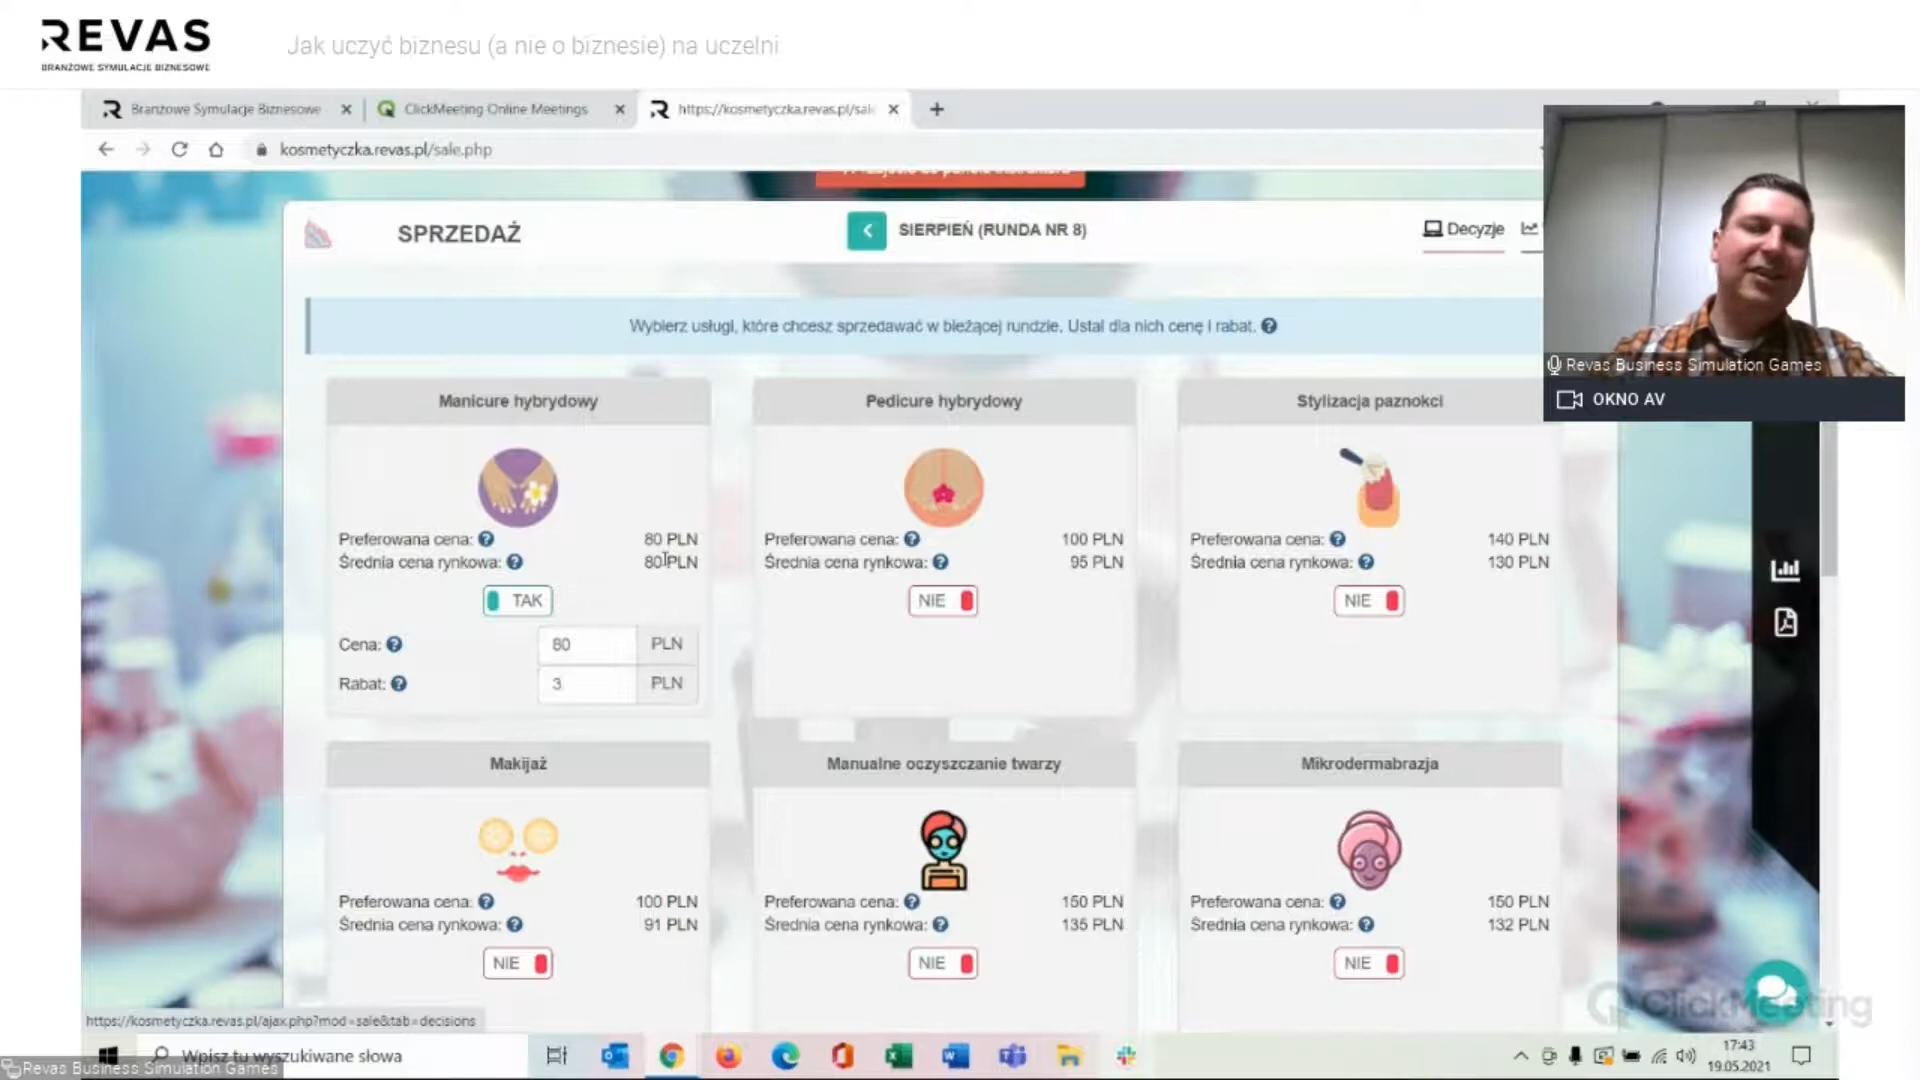 REVAS
BRANŻOWE SYMULACJE BIZNESOWE
Jak uczyć biznesu (a nie o biznesie) na uczelni
Branżowe Symulacje Biznesowe
ClickMeeting Online Meetings
https://kosmetyczka.revas.pl/sale
kosmetyczka.revas.pl/sale.php
SPRZEDAŻ
SIERPIEŃ (RUNDA NR 8)
Decyzje
Wybierz usługi, które chcesz sprzedawać w bieżącej rundzie. Ustal dla nich cenę i rabat.
Revas Business Simulation Games
OKNO AV
Manicure hybrydowy
Preferowana cena: 80 PLN
Średnia cena rynkowa: 80 PLN
TAK
Cena: 80 PLN
Rabat: 3 PLN
Pedicure hybrydowy
Preferowana cena: 100 PLN
Średnia cena rynkowa: 95 PLN
NIE
Stylizacja paznokci
Preferowana cena: 140 PLN
Średnia cena rynkowa: 130 PLN
NIE
Makijaż
Preferowana cena: 100 PLN
Średnia cena rynkowa: 91 PLN
NIE
Manualne oczyszczanie twarzy
Preferowana cena: 150 PLN
Średnia cena rynkowa: 135 PLN
NIE
Mikrodermabrazja
Preferowana cena: 150 PLN
Średnia cena rynkowa: 132 PLN
NIE
ClickMeeting
https://kosmetyczka.revas.pl/ajax.php?mod=sale&tab=decisions
Wpisz tu wyszukiwane słowa
Revas Business Simulation Games
17:43
19.05.2021